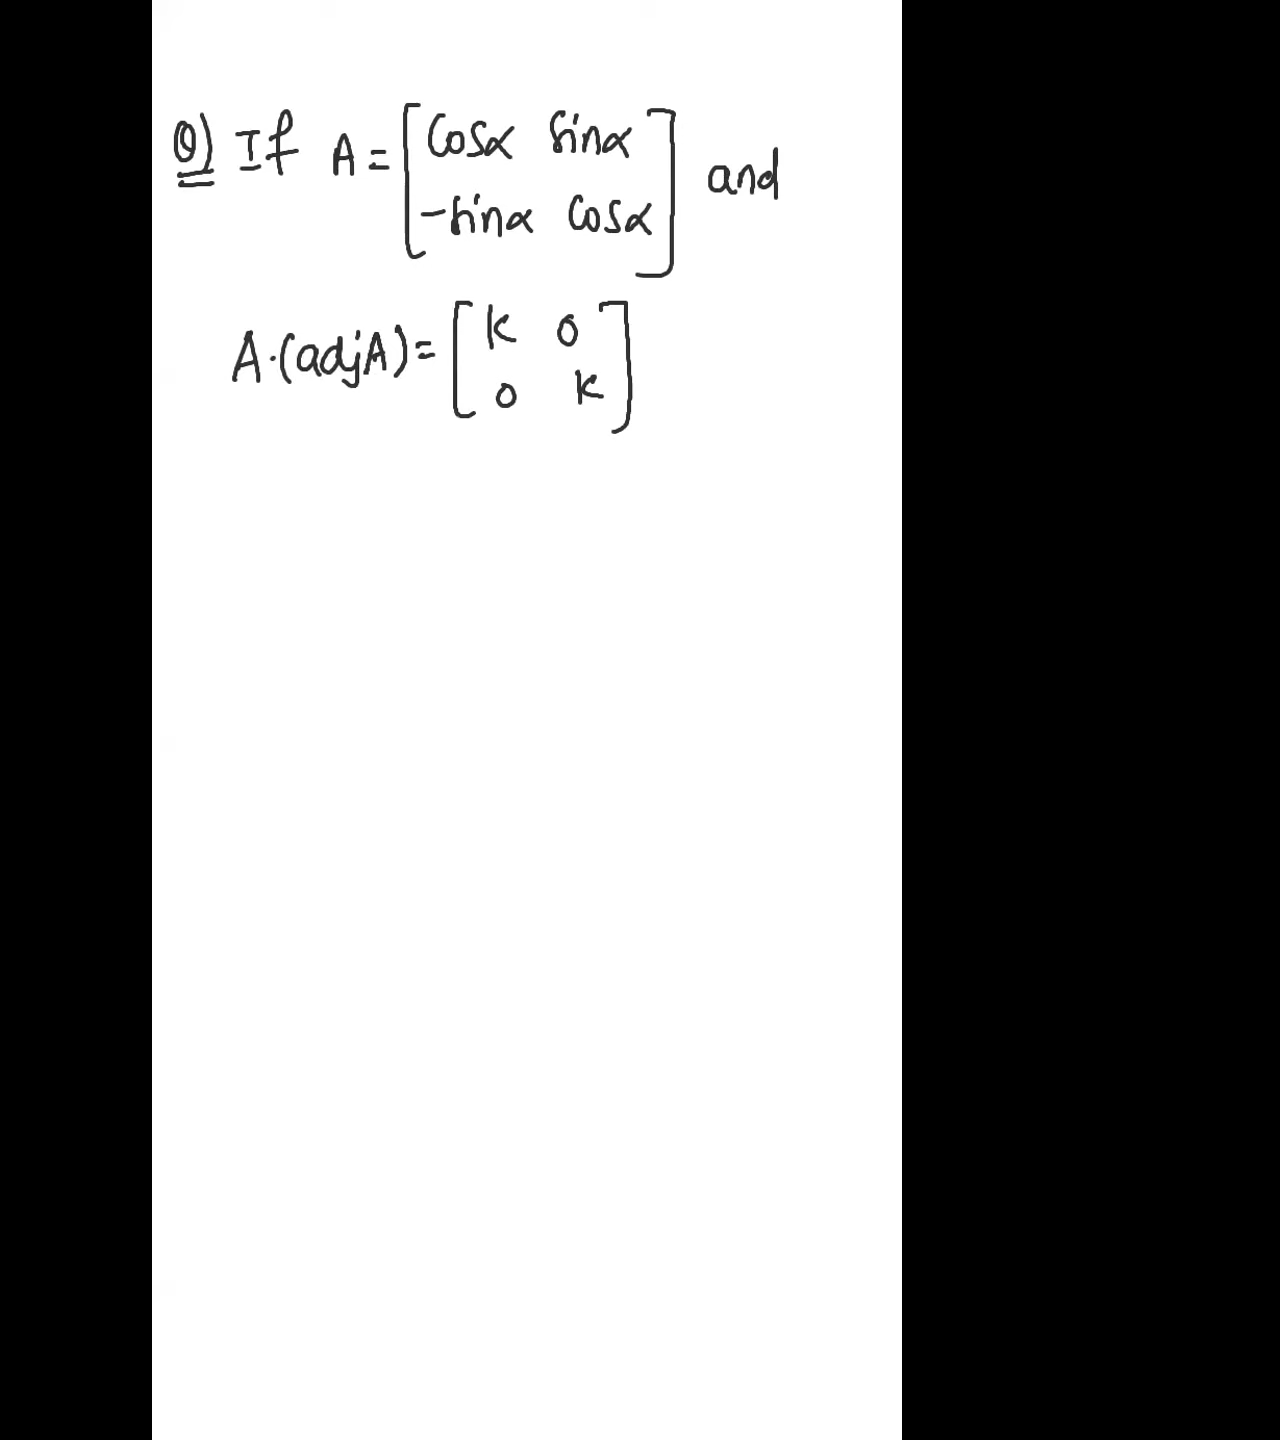 Q) If A = [cosα sinα] and
[-sinα cosα]
A·(adjA) = [k 0]
[0 k]